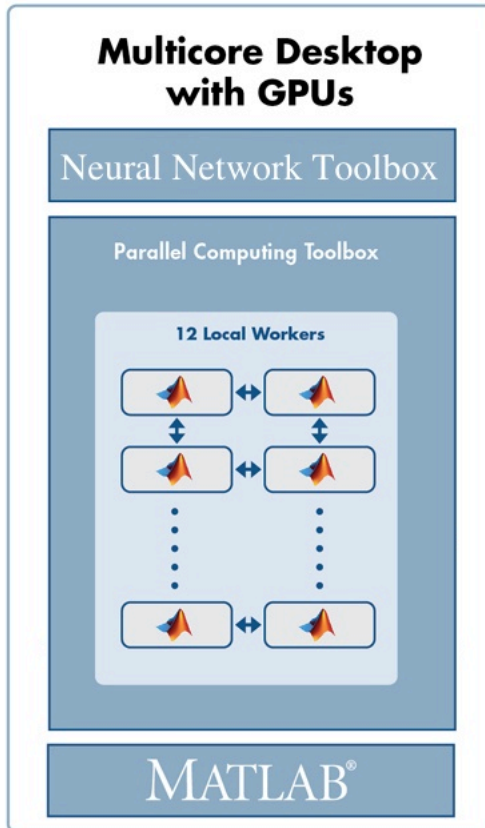 Multicore Desktop
with GPUs
Neural Network Toolbox
Parallel Computing Toolbox
12 Local Workers
MATLAB®